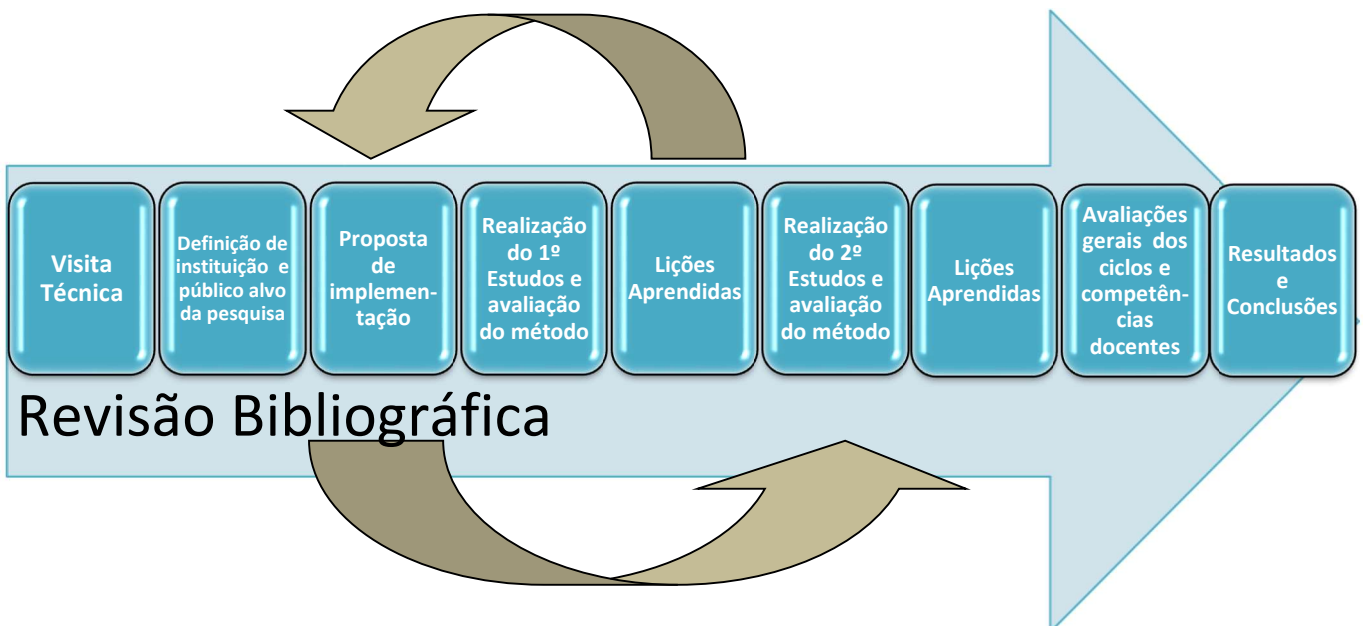 Visita
Técnica
Definição de
instituição e
público alvo
da pesquisa
Proposta
de
implemen-
tação
Realização
do 1º
Estudos e
avaliação
do método
Lições
Aprendidas
Realização
do 2º
Estudos e
avaliação
do método
Lições
Aprendidas
Avaliações
gerais dos
ciclos e
competên-
cias
docentes
Resultados
e
Conclusões
Revisão Bibliográfica